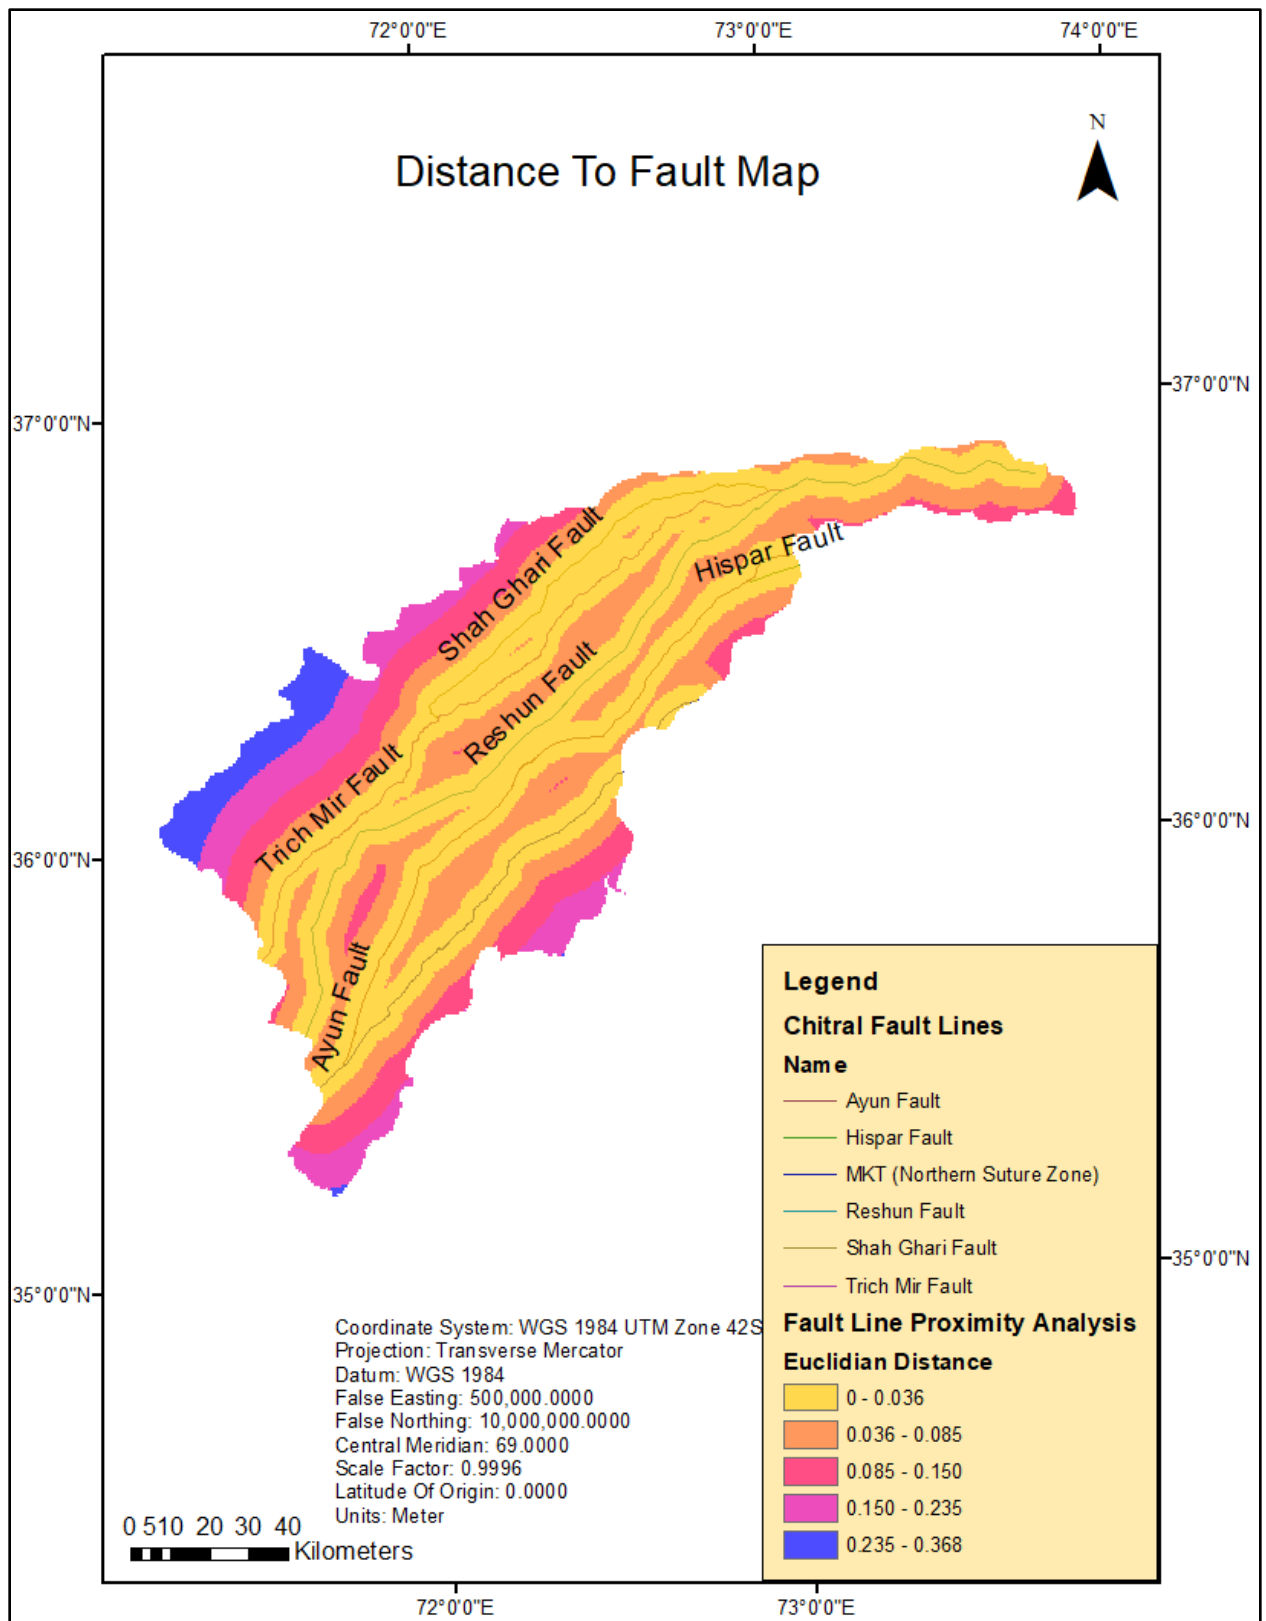 72°0'0"E 73°0'0"E 74°0'0"E
N
Distance To Fault Map
37°0'0"N
37°0'0"N
Hispar Fault
Shah Ghari Fault
Reshun Fault
Trich Mir Fault
36°0'0"N
36°0'0"N
Ayun Fault
Legend
Chitral Fault Lines
Name
Ayun Fault
Hispar Fault
MKT (Northern Suture Zone)
Reshun Fault
Shah Ghari Fault
Trich Mir Fault
Fault Line Proximity Analysis
Euclidian Distance
0 - 0.036
0.036 - 0.085
0.085 - 0.150
0.150 - 0.235
0.235 - 0.368
35°0'0"N
35°0'0"N
Coordinate System: WGS 1984 UTM Zone 42S
Projection: Transverse Mercator
Datum: WGS 1984
False Easting: 500,000.0000
False Northing: 10,000,000.0000
Central Meridian: 69.0000
Scale Factor: 0.9996
Latitude Of Origin: 0.0000
Units: Meter
0 510 20 30 40
Kilometers
72°0'0"E 73°0'0"E